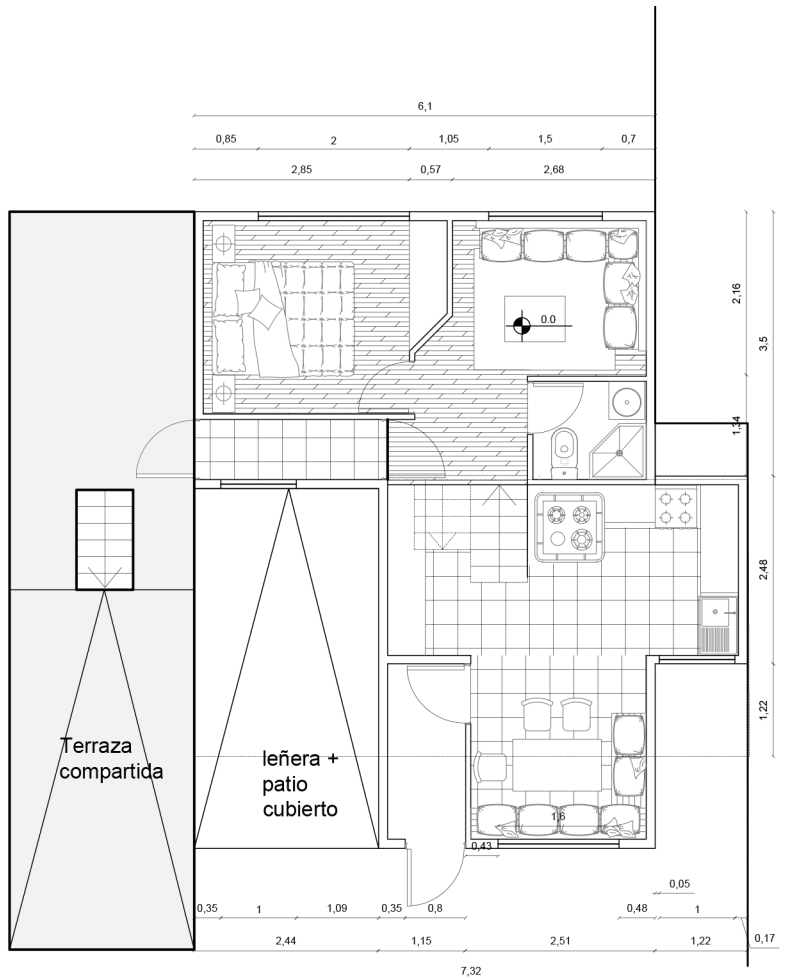 6,1
0,85 2 1,05 1,5 0,7
2,85 0,57 2,68
0.0
2,16
3,5
1,34
2,48
1,22
Terraza
compartida
leñera +
patio
cubierto
1,6
0,43
0,05
0,35 1 1,09 0,35 0,8 0,48 1
2,44 1,15 2,51 1,22 0,17
7,32